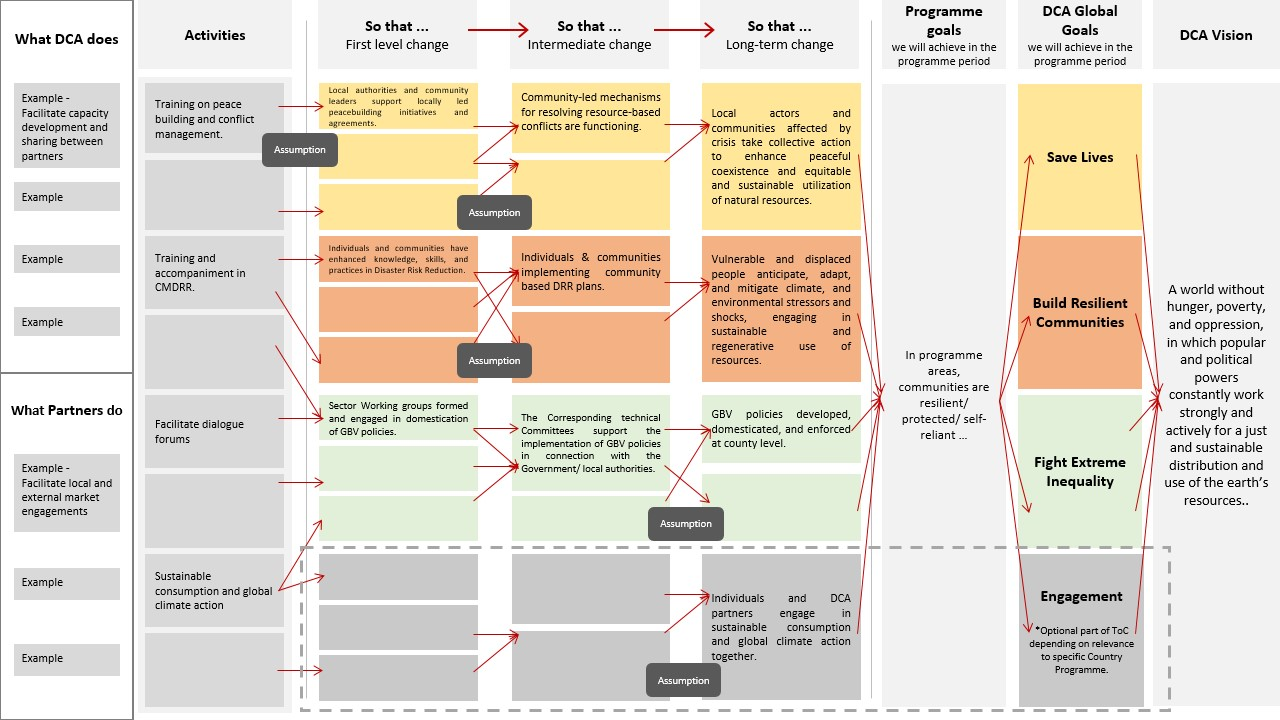 What DCA does
Example -
Facilitate capacity
development and
sharing between
partners
Example
Example
Example
What Partners do
Example -
Facilitate local and
external market
engagements
Example
Example
Activities
Training on peace
building and conflict
management.
Training and
accompaniment in
CMDRR.
Facilitate dialogue
forums
Sustainable
consumption and global
climate action
So that ...
First level change
Local authorities and community
leaders support locally led
peacebuilding initiatives and
agreements.
Assumption
Individuals and communities have
enhanced knowledge, skills, and
practices in Disaster Risk Reduction.
Sector Working groups formed
and engaged in domestication
of GBV policies.
So that ...
Intermediate change
Community-led mechanisms
for resolving resource-based
conflicts are functioning.
Assumption
Individuals & communities
implementing community
based DRR plans.
Assumption
The Corresponding technical
Committees support the
implementation of GBV policies
in connection with the
Government/ local authorities.
So that ...
Long-term change
Local actors and
communities affected by
crisis take collective action
to enhance peaceful
coexistence and equitable
and sustainable utilization
of natural resources.
Vulnerable and displaced
people anticipate, adapt,
and mitigate climate, and
environmental stressors and
shocks, engaging in
sustainable and
regenerative use of
resources.
GBV policies developed,
domesticated, and enforced
at county level.
Assumption
Individuals and DCA
partners engage in
sustainable consumption
and global climate action
together.
Assumption
Programme
goals
we will achieve in the
programme period
In programme
areas,
communities are
resilient/
protected/ self-
reliant ...
DCA Global
Goals
we will achieve in the
programme period
Save Lives
Build Resilient
Communities
Fight Extreme
Inequality
Engagement
*Optional part of ToC
depending on relevance
to specific Country
Programme.
DCA Vision
A world without
hunger, poverty,
and oppression,
in which popular
and political
powers
constantly work
strongly and
actively for a just
and sustainable
distribution and
use of the earth's
resources..